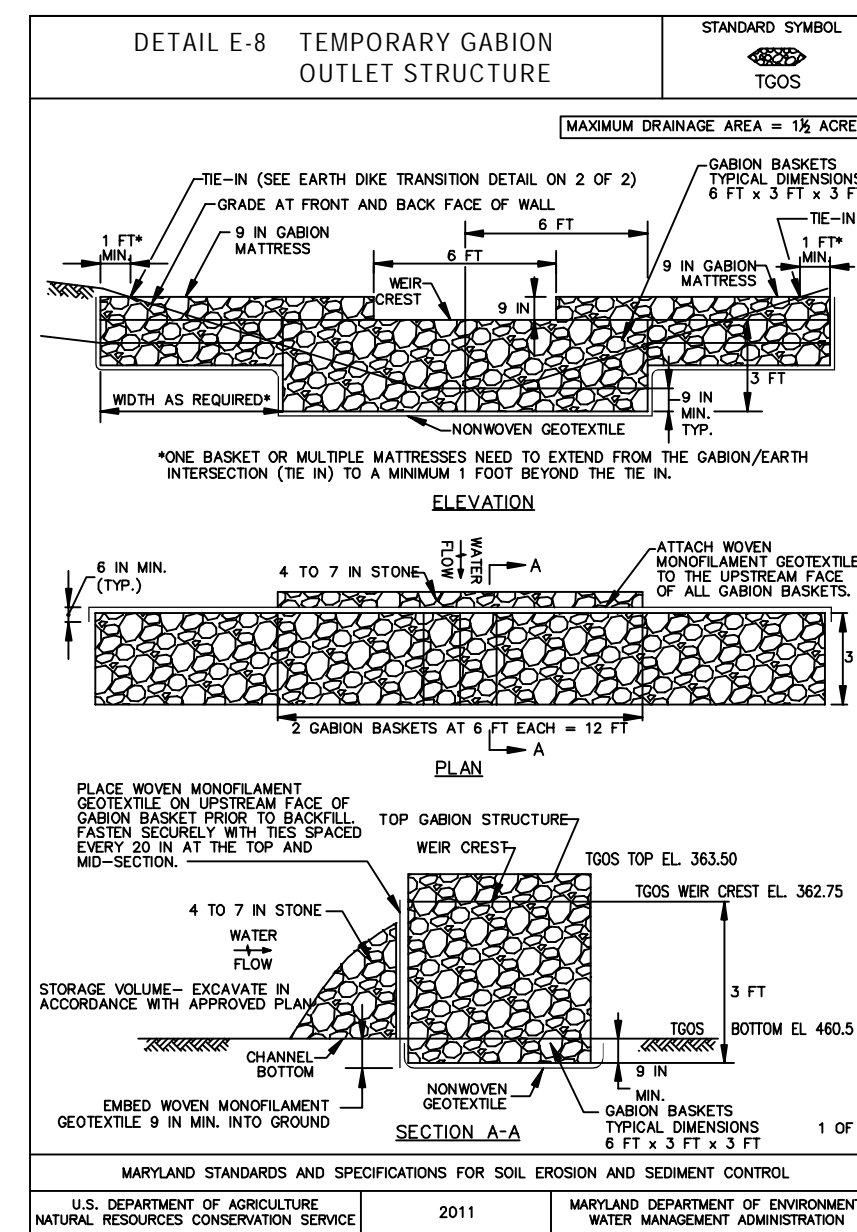 DETAIL E-8 TEMPORARY GABION
OUTLET STRUCTURE
STANDARD SYMBOL
TGOS
MAXIMUM DRAINAGE AREA = 1½ ACRE
TIE-IN (SEE EARTH DIKE TRANSITION DETAIL ON 2 OF 2)
GRADE AT FRONT AND BACK FACE OF WALL
GABION BASKETS
TYPICAL DIMENSIONS
6 FT x 3 FT x 3 FT
TIE-IN
1 FT*
MIN.
9 IN GABION
MATTRESS
6 FT
6 FT
WEIR
CREST
9 IN
9 IN GABION
MATTRESS
1 FT*
MIN.
3 FT
WIDTH AS REQUIRED*
9 IN
MIN.
TYP.
NONWOVEN GEOTEXTILE
*ONE BASKET OR MULTIPLE MATTRESSES NEED TO EXTEND FROM THE GABION/EARTH
INTERSECTION (TIE IN) TO A MINIMUM 1 FOOT BEYOND THE TIE IN.
ELEVATION
6 IN MIN.
(TYP.)
4 TO 7 IN STONE
WATER
FLOW
A
ATTACH WOVEN
MONOFILAMENT GEOTEXTILE
TO THE UPSTREAM FACE
OF ALL GABION BASKETS.
3
2 GABION BASKETS AT 6 FT EACH = 12 FT
A
PLAN
PLACE WOVEN MONOFILAMENT
GEOTEXTILE ON UPSTREAM FACE OF
GABION BASKET PRIOR TO BACKFILL.
FASTEN SECURELY WITH TIES SPACED
EVERY 20 IN AT THE TOP AND
MID-SECTION.
TOP GABION STRUCTURE
WEIR CREST
TGOS TOP EL. 363.50
TGOS WEIR CREST EL. 362.75
4 TO 7 IN STONE
WATER
FLOW
STORAGE VOLUME- EXCAVATE IN
ACCORDANCE WITH APPROVED PLAN
3 FT
TGOS BOTTOM EL 460.5
CHANNEL
BOTTOM
9 IN
MIN.
EMBED WOVEN MONOFILAMENT
GEOTEXTILE 9 IN MIN. INTO GROUND
NONWOVEN
GEOTEXTILE
GABION BASKETS
TYPICAL DIMENSIONS
6 FT x 3 FT x 3 FT
SECTION A-A
1 OF
MARYLAND STANDARDS AND SPECIFICATIONS FOR SOIL EROSION AND SEDIMENT CONTROL
U.S. DEPARTMENT OF AGRICULTURE
NATURAL RESOURCES CONSERVATION SERVICE
2011
MARYLAND DEPARTMENT OF ENVIRONMENT
WATER MANAGEMENT ADMINISTRATION